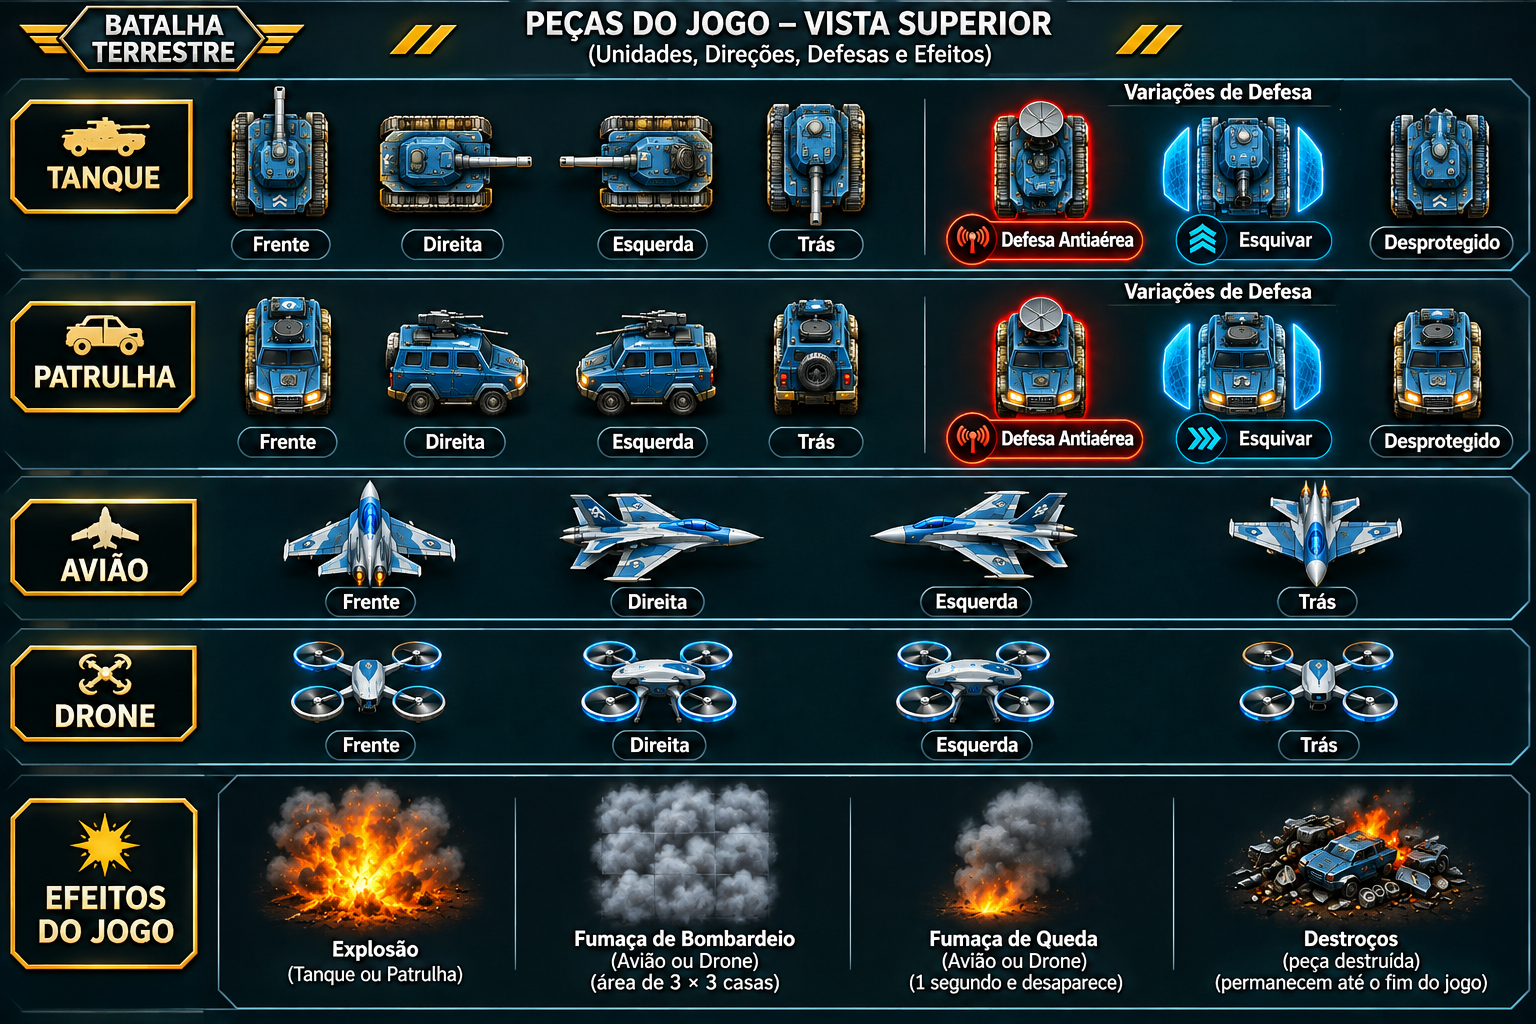 BATALHA
TERRESTRE
PEÇAS DO JOGO – VISTA SUPERIOR
(Unidades, Direções, Defesas e Efeitos)
TANQUE
Frente
Direita
Esquerda
Trás
Variações de Defesa
Defesa Antiaérea
Esquivar
Desprotegido
PATRULHA
Frente
Direita
Esquerda
Trás
Variações de Defesa
Defesa Antiaérea
Esquivar
Desprotegido
AVIÃO
Frente
Direita
Esquerda
Trás
DRONE
Frente
Direita
Esquerda
Trás
EFEITOS
DO JOGO
Explosão
(Tanque ou Patrulha)
Fumaça de Bombardeio
(Avião ou Drone)
(área de 3 × 3 casas)
Fumaça de Queda
(Avião ou Drone)
(1 segundo e desaparece)
Destroços
(peça destruída)
(permanecem até o fim do jogo)